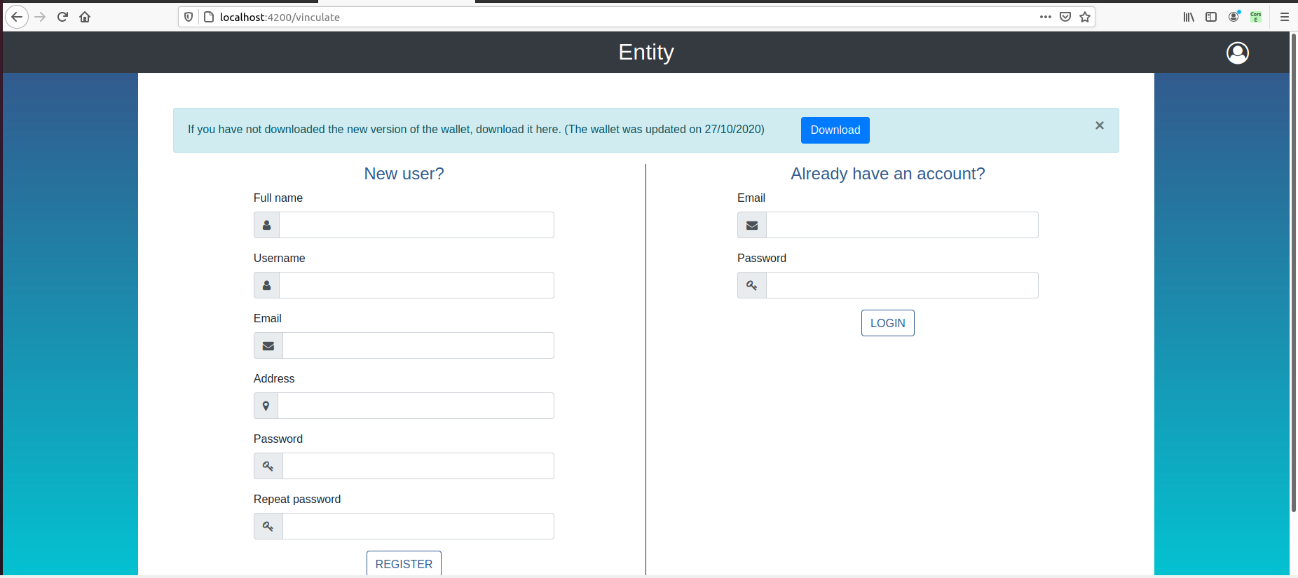 localhost:4200/vinculate
Entity
If you have not downloaded the new version of the wallet, download it here. (The wallet was updated on 27/10/2020)
Download
New user?
Full name
Username
Email
Address
Password
Repeat password
REGISTER
Already have an account?
Email
Password
LOGIN